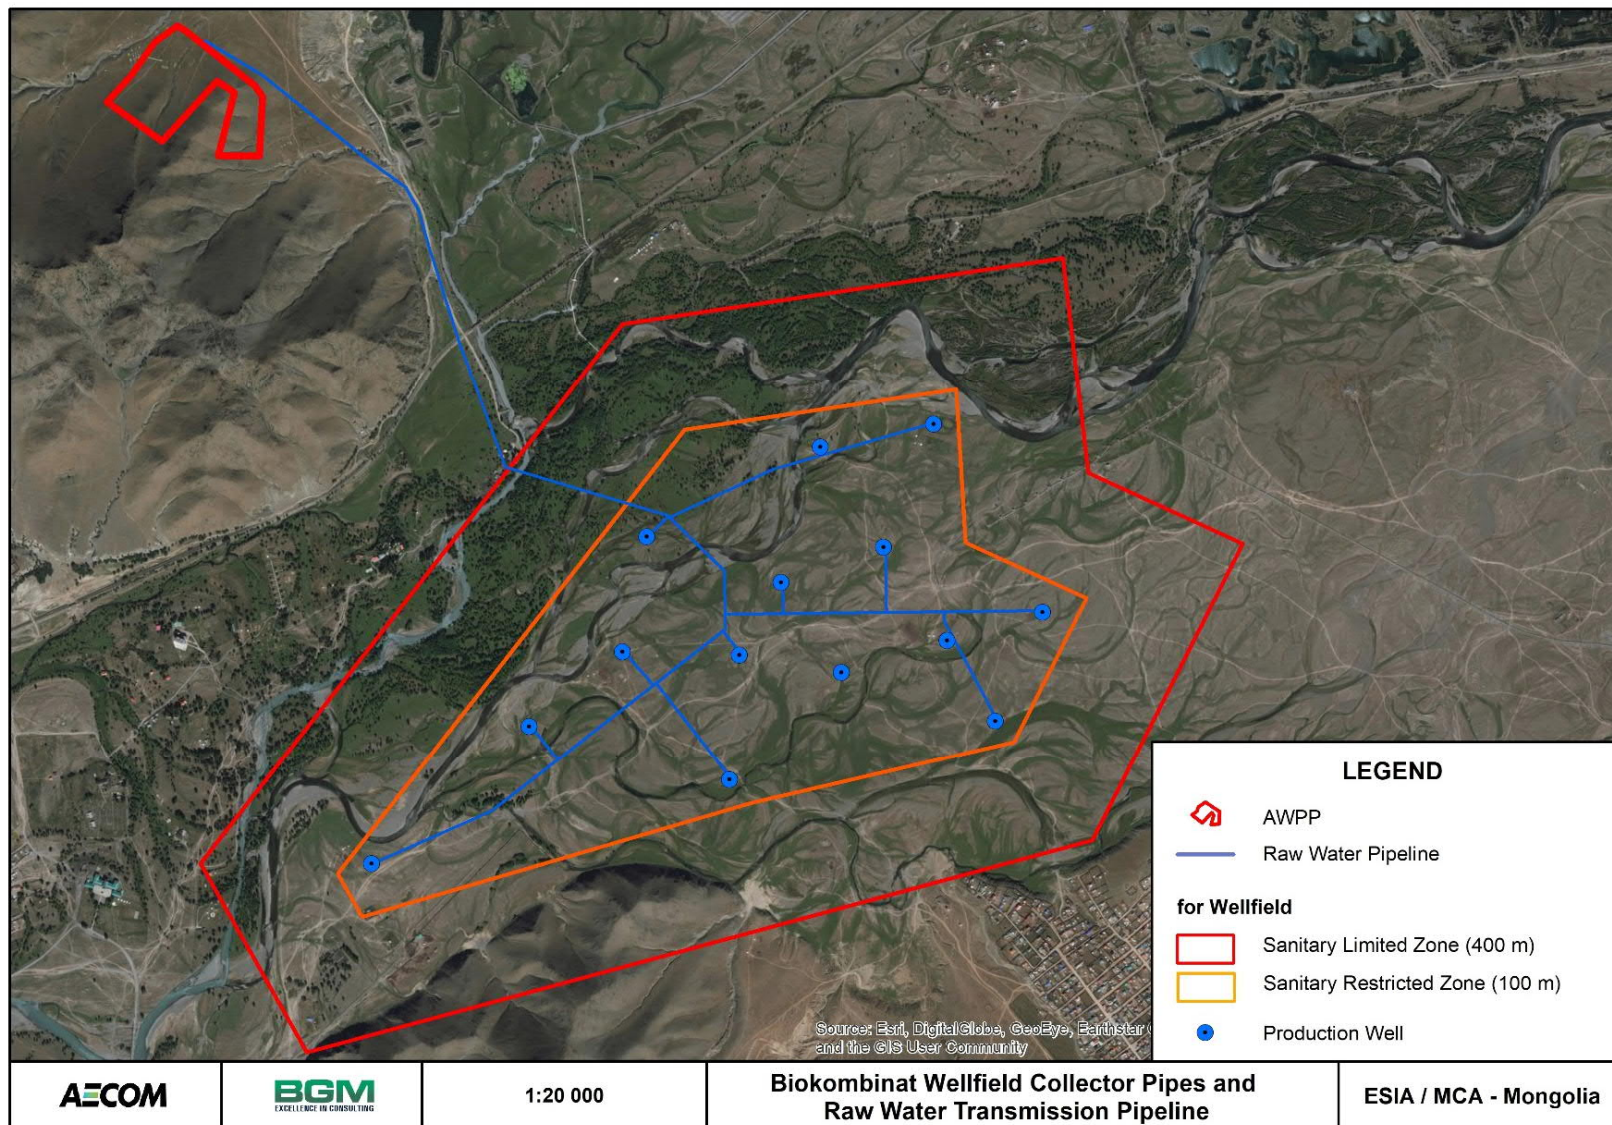 LEGEND
AWPP
Raw Water Pipeline
for Wellfield
Sanitary Limited Zone (400 m)
Sanitary Restricted Zone (100 m)
Production Well
Source: Esri, DigitalGlobe, GeoEye, Earthstar
and the GIS User Community
AECOM
BGM
EXCELLENCE IN CONSULTING
1:20 000
Biokombinat Wellfield Collector Pipes and
Raw Water Transmission Pipeline
ESIA / MCA - Mongolia